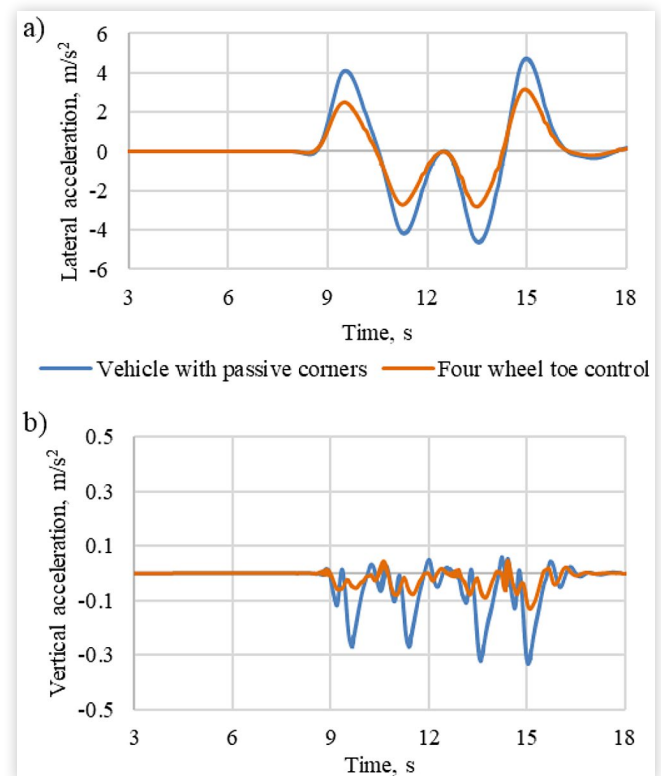 a)
Lateral acceleration, m/s²
6
4
2
0
-2
-4
-6
3 6 9 12 15 18
Time, s
Vehicle with passive corners Four wheel toe control
b)
Vertical acceleration, m/s²
0.5
0.3
0.1
-0.1
-0.3
-0.5
3 6 9 12 15 18
Time, s